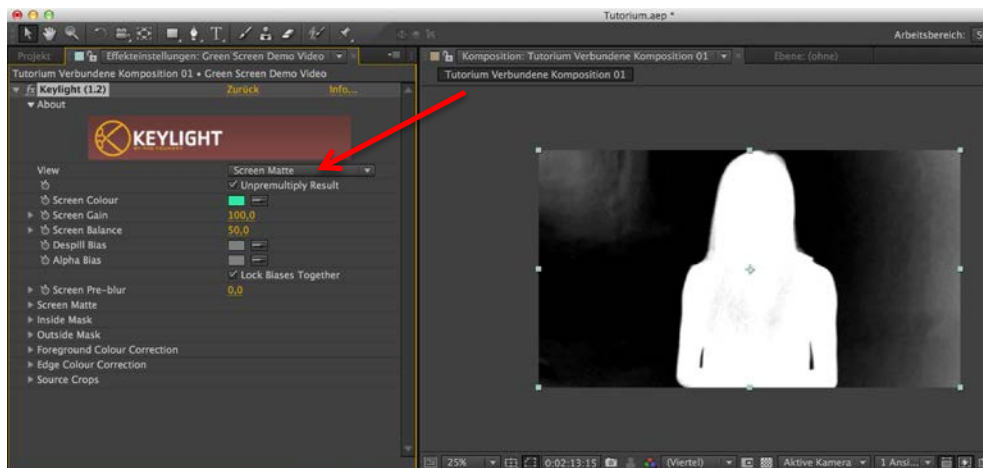 Tutorium.aep *
Arbeitsbereich: S
Projekt Effekteinstellungen: Green Screen Demo Video
Komposition: Tutorium Verbundene Komposition 01 Ebene: (ohne)
Tutorium Verbundene Komposition 01 • Green Screen Demo Video
Tutorium Verbundene Komposition 01
fx Keylight (1.2) Zurück Info...
About
KEYLIGHT
View Screen Matte
Unpremultiply Result
Screen Colour
Screen Gain 100,0
Screen Balance 50,0
Despill Bias
Alpha Bias
Lock Biases Together
Screen Pre-blur 0,0
Screen Matte
Inside Mask
Outside Mask
Foreground Colour Correction
Edge Colour Correction
Source Crops
25% 0:02:13:15 (Viertel) Aktive Kamera 1 Ansi...